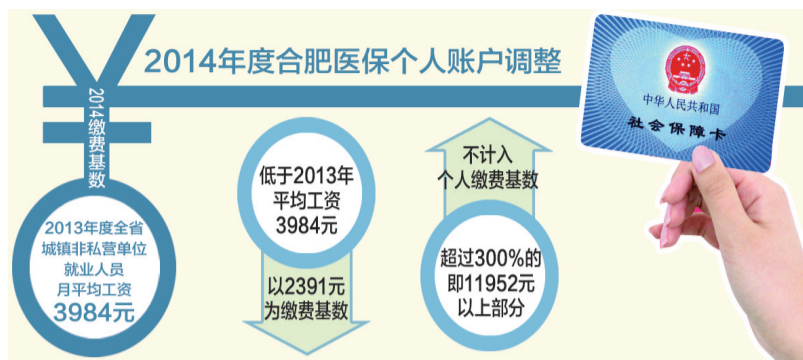 2014年度合肥医保个人账户调整
2014缴费基数
2013年度全省
城镇非私营单位
就业人员
月平均工资
3984元
低于2013年
平均工资
3984元
以2391元
为缴费基数
不计入
个人缴费基数
超过300%的
即11952元
以上部分
中华人民共和国
社会保障卡